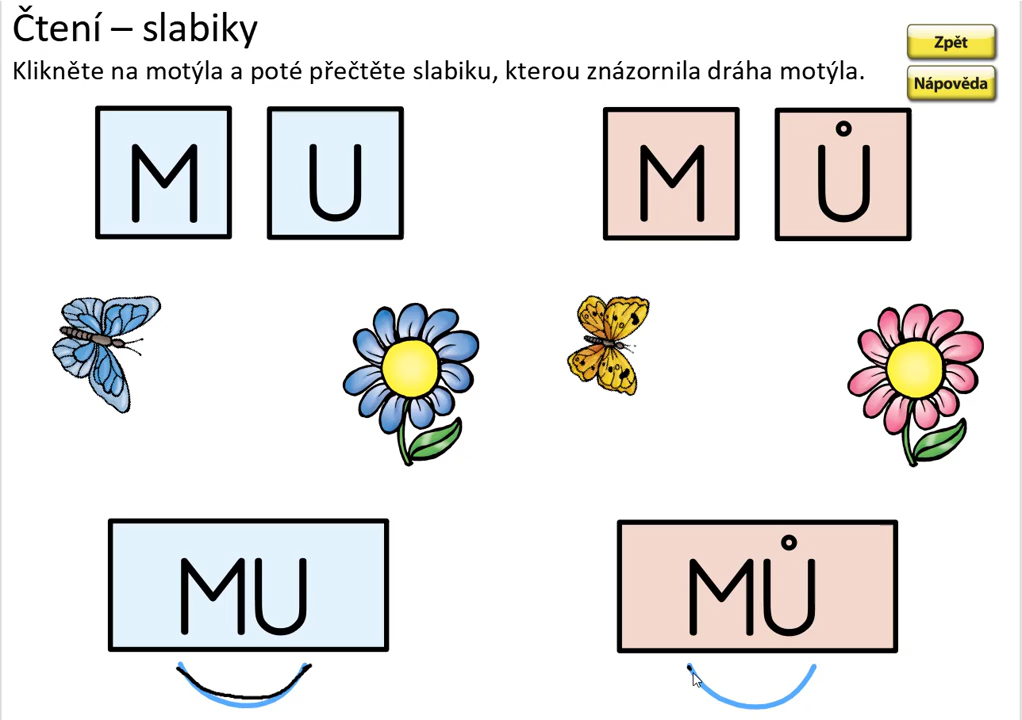 Čtení – slabiky
Zpět
Klikněte na motýla a poté přečtěte slabiku, kterou znázornila dráha motýla.
Nápověda
M U M Ů
MU MŮ